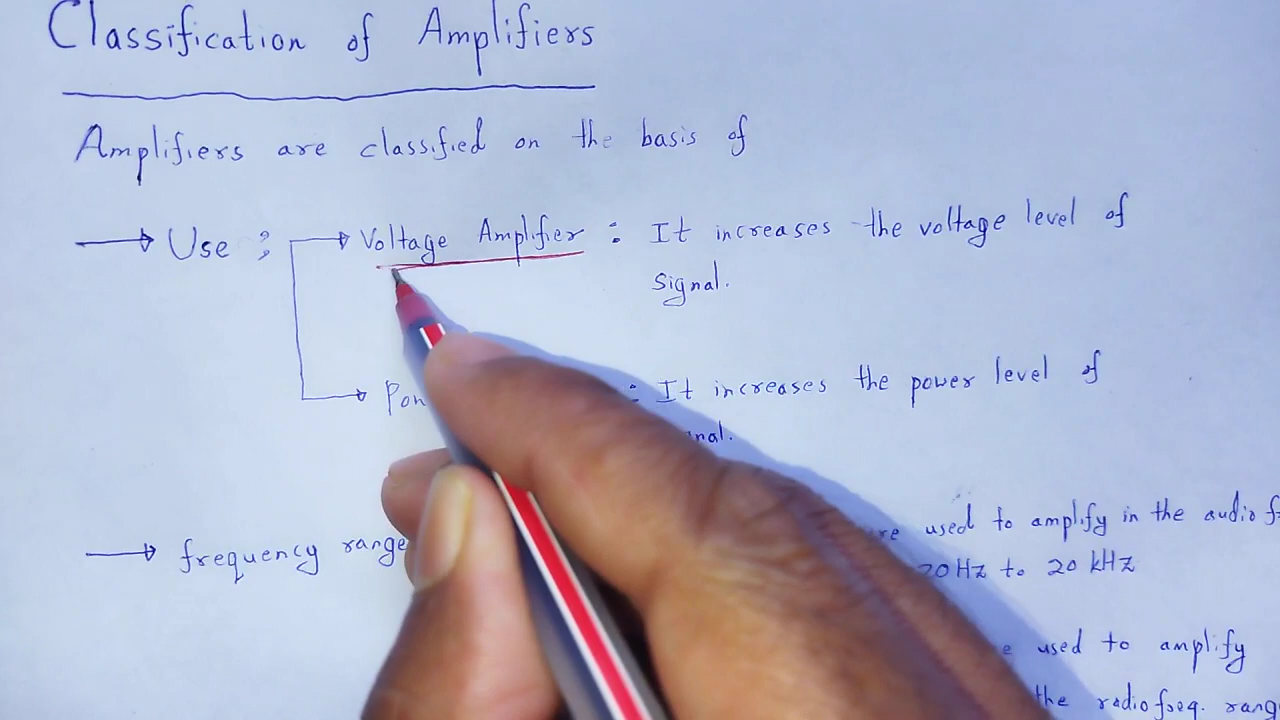 Classification of Amplifiers
Amplifiers are classified on the basis of
→ Use : → Voltage Amplifier : It increases the voltage level of
signal.
→ : It increases the power level of
→ frequency range used to amplify in the audio
20Hz to 20 kHz
used to amplify
the radio freq.